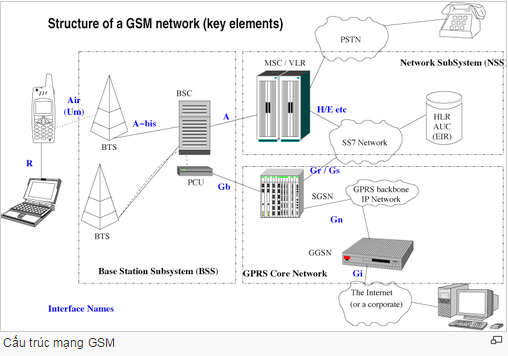 Structure of a GSM network (key elements)
PSTN
MSC / VLR
Network SubSystem (NSS)
Air
(Um)
BSC
A-bis
A
H/E etc
HLR
AUC
(EIR)
SS7 Network
BTS
R
PCU
Gb
Gr / Gs
SGSN
GPRS backbone
IP Network
Gn
BTS
GGSN
Base Station Subsystem (BSS)
GPRS Core Network
Gi
The Internet
(or a corporate)
Interface Names
Cấu trúc mạng GSM